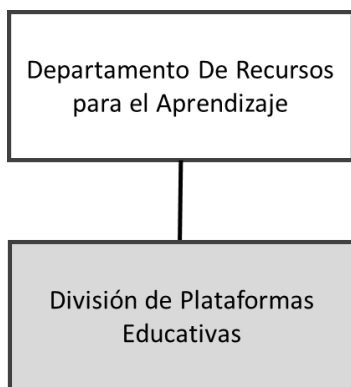 Departamento De Recursos
para el Aprendizaje
División de Plataformas
Educativas